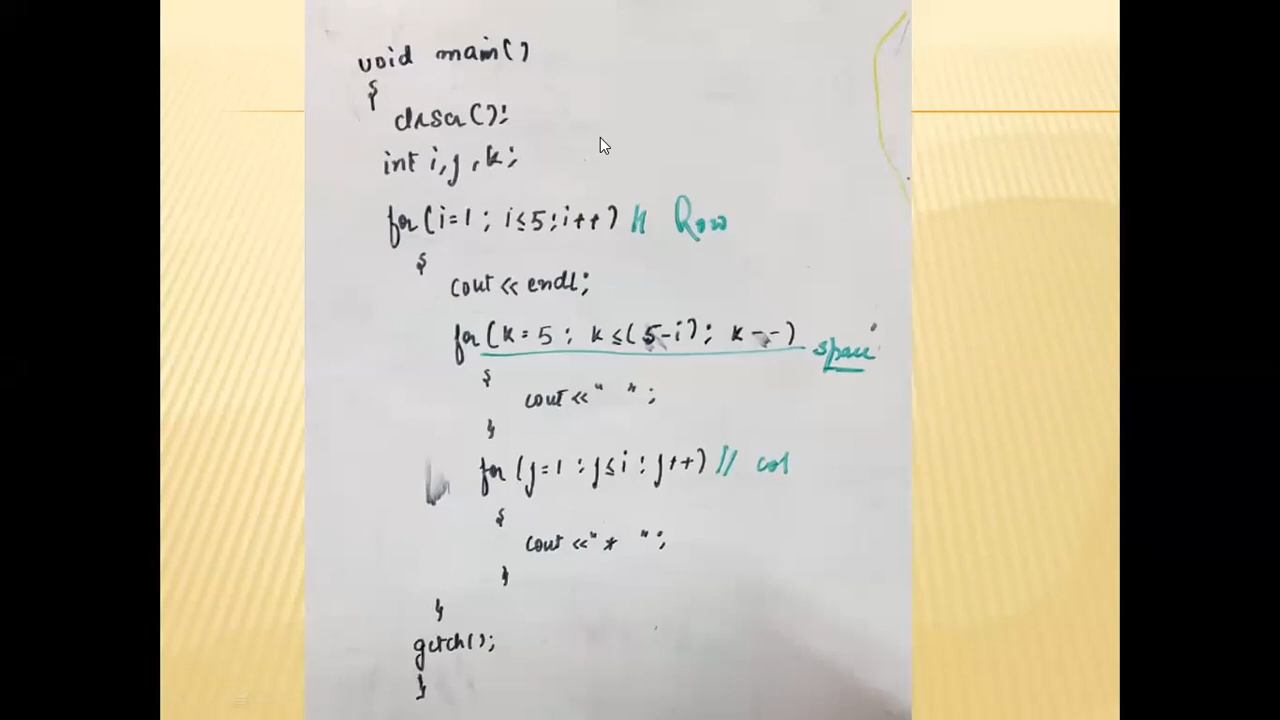 void main()
{
clrscr();
int i,j,k;
for(i=1; i≤5; i++) // Row
{
cout << endl;
for(k=5; k≤(5-i); k--) space
{
cout << " ";
}
for(j=1; j≤i; j++) // col
{
cout << "* ";
}
}
getch();
}